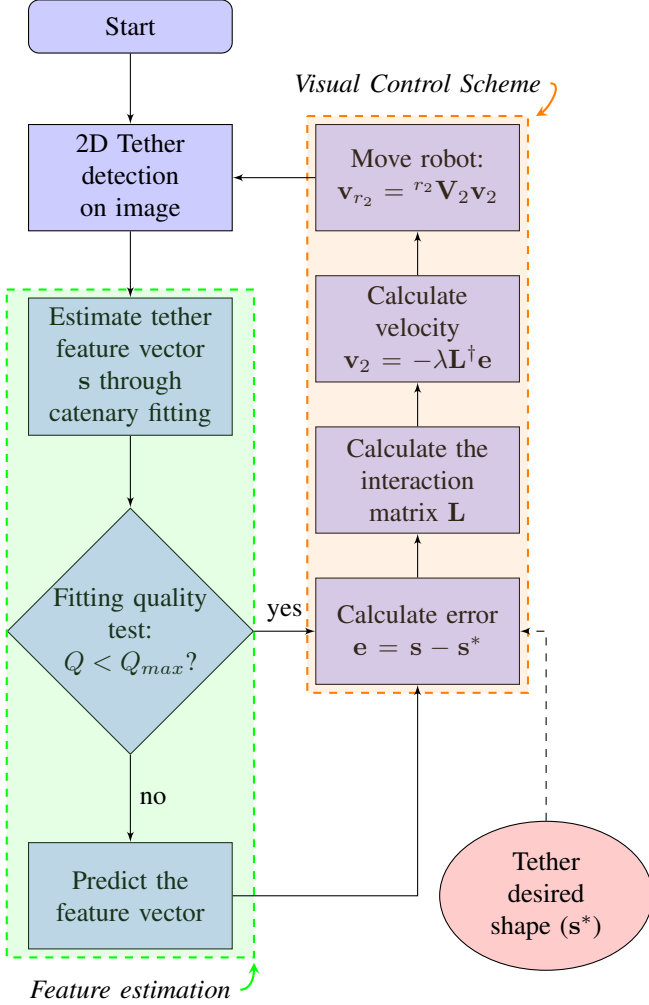 Start
Visual Control Scheme
2D Tether
detection
on image
Move robot:
𝐯_{r_2} = ^{r_2}𝐕_2𝐯_2
Estimate tether
feature vector
𝐬 through
catenary fitting
Calculate
velocity
𝐯_2 = −λ𝐋^†𝐞
Calculate the
interaction
matrix 𝐋
Fitting quality
test:
Q < Q_{max}?
yes
Calculate error
𝐞 = 𝐬 − 𝐬^*
no
Predict the
feature vector
Tether
desired
shape (𝐬^*)
Feature estimation